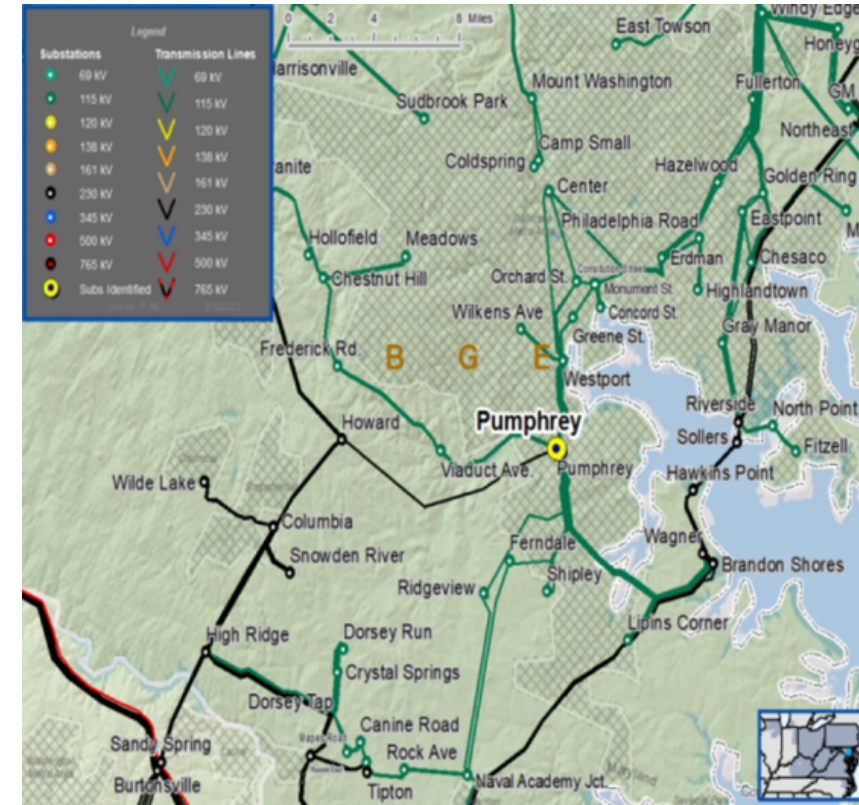 Legend
Substations Transmission Lines
69 kV 69 kV
115 kV 115 kV
120 kV 120 kV
138 kV 138 kV
161 kV 161 kV
230 kV 230 kV
345 kV 345 kV
500 kV 500 kV
765 kV 765 kV
Subs Identified
0 2 4 8 Miles
Windy Edge
East Towson
Honeyg
arrisonville
Mount Washington
Fullerton
GM
Sudbrook Park
Northeast
Camp Small
Coldspring
Hazelwood
anite
Golden Ring
Center
Philadelphia Road
Eastpoint
M
Hollofield
Meadows
Erdman
Chesaco
Chestnut Hill
Orchard St.
Constitution Street
Monument St.
Highlandtown
Wilkens Ave
Concord St.
Greene St.
Gray Manor
Frederick Rd.
B G E
Westport
Riverside
North Point
Howard
Pumphrey
Sollers
Fitzell
Viaduct Ave.
Pumphrey
Hawkins Point
Wilde Lake
Columbia
Wagner
Snowden River
Ferndale
Brandon Shores
Ridgeview
Shipley
Lipins Corner
High Ridge
Dorsey Run
Crystal Springs
Dorsey Tap
Canine Road
Sandy Spring
Rock Ave
Burtonsville
Tipton
Naval Academy Jct.
Maryland